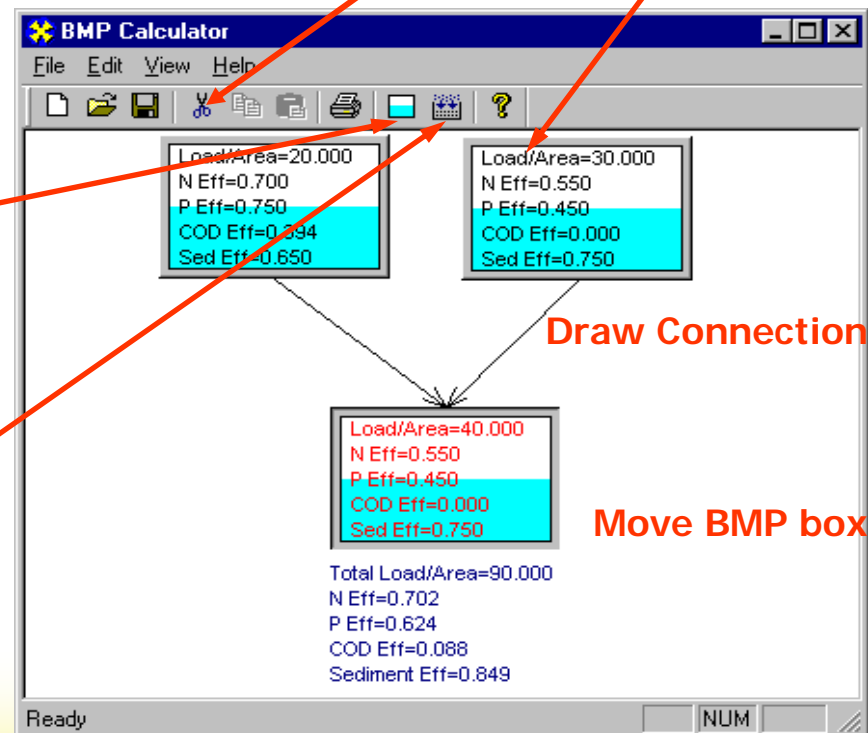 BMP Calculator
File Edit View Help
Load/Area=20.000
N Eff=0.700
P Eff=0.750
COD Eff=0.394
Sed Eff=0.650
Load/Area=30.000
N Eff=0.550
P Eff=0.450
COD Eff=0.000
Sed Eff=0.750
Draw Connection
Load/Area=40.000
N Eff=0.550
P Eff=0.450
COD Eff=0.000
Sed Eff=0.750
Move BMP box
Total Load/Area=90.000
N Eff=0.702
P Eff=0.624
COD Eff=0.088
Sediment Eff=0.849
Ready NUM